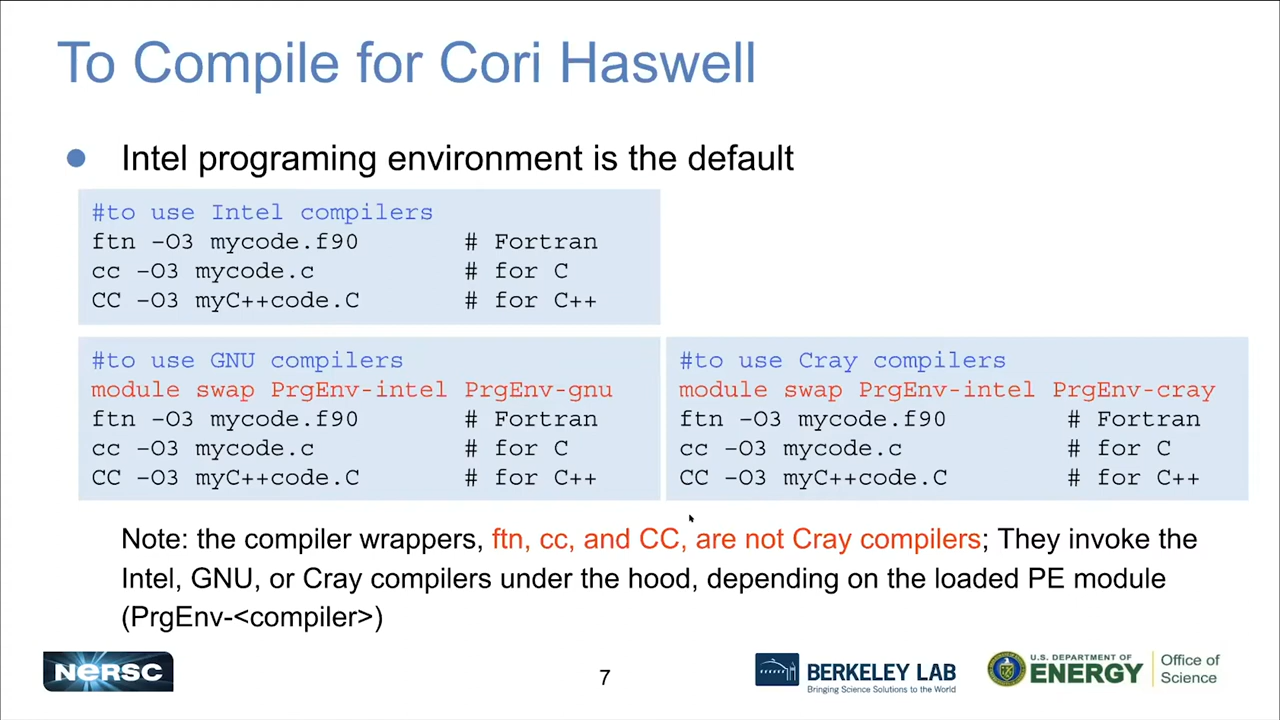 To Compile for Cori Haswell
Intel programing environment is the default
#to use Intel compilers
ftn -O3 mycode.f90 # Fortran
cc -O3 mycode.c # for C
CC -O3 myC++code.C # for C++
#to use GNU compilers
module swap PrgEnv-intel PrgEnv-gnu
ftn -O3 mycode.f90 # Fortran
cc -O3 mycode.c # for C
CC -O3 myC++code.C # for C++
#to use Cray compilers
module swap PrgEnv-intel PrgEnv-cray
ftn -O3 mycode.f90 # Fortran
cc -O3 mycode.c # for C
CC -O3 myC++code.C # for C++
Note: the compiler wrappers, ftn, cc, and CC, are not Cray compilers; They invoke the
Intel, GNU, or Cray compilers under the hood, depending on the loaded PE module
(PrgEnv-<compiler>)
NERSC
7
BERKELEY LAB
Bringing Science Solutions to the World
U.S. DEPARTMENT OF
ENERGY
Office of
Science